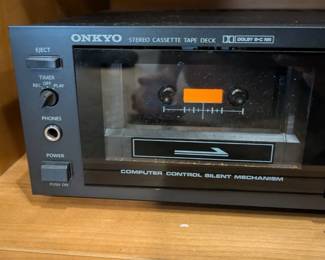 ONKYO STEREO CASSETTE TAPE DECK DOLBY B-C NR
EJECT
TIMER
OFF
REC PLAY
PHONES
POWER
PUSH ON
COMPUTER CONTROL SILENT MECHANISM